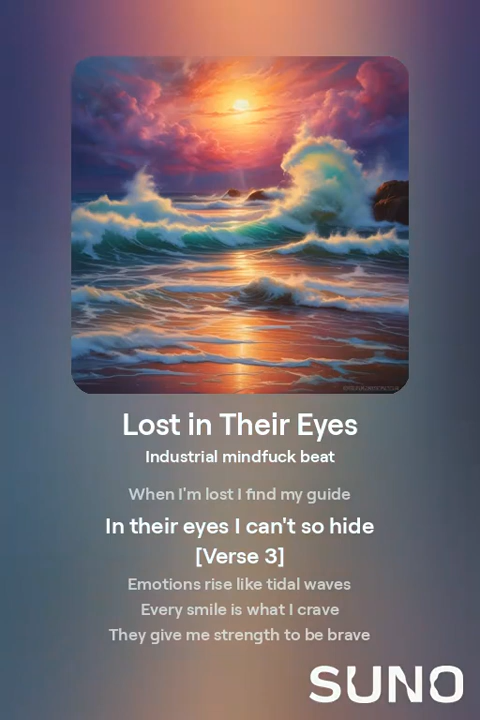 Lost in Their Eyes
Industrial mindfuck beat
When I'm lost I find my guide
In their eyes I can't so hide
[Verse 3]
Emotions rise like tidal waves
Every smile is what I crave
They give me strength to be brave
SUNO